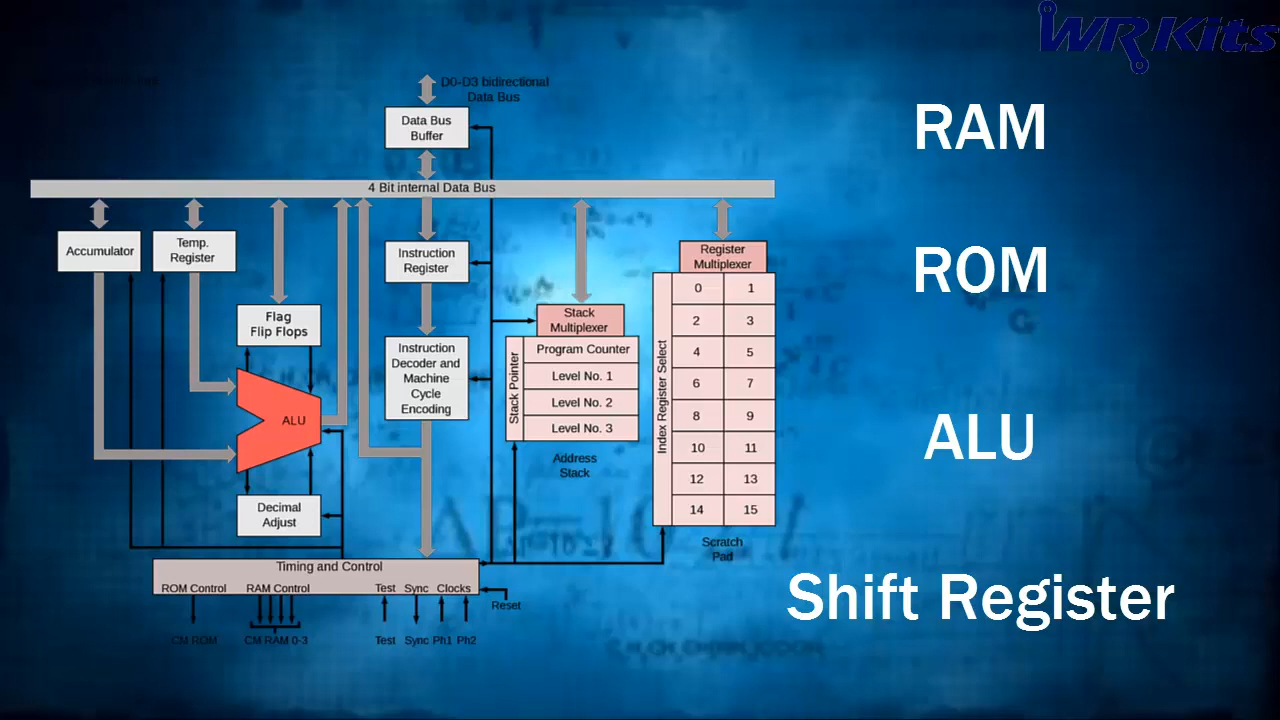 WR Kits
D0-D3 bidirectional
Data Bus
Data Bus
Buffer
4 Bit internal Data Bus
Accumulator
Temp.
Register
Instruction
Register
Register
Multiplexer
Flag
Flip Flops
Stack
Multiplexer
Instruction
Decoder and
Machine
Cycle
Encoding
Stack Pointer
Program Counter
Level No. 1
Level No. 2
Level No. 3
Address
Stack
Index Register Select
0 1
2 3
4 5
6 7
8 9
10 11
12 13
14 15
Scratch
Pad
ALU
Decimal
Adjust
Timing and Control
ROM Control RAM Control Test Sync Clocks
Reset
CM ROM CM RAM 0-3 Test Sync Ph1 Ph2
RAM
ROM
ALU
Shift Register